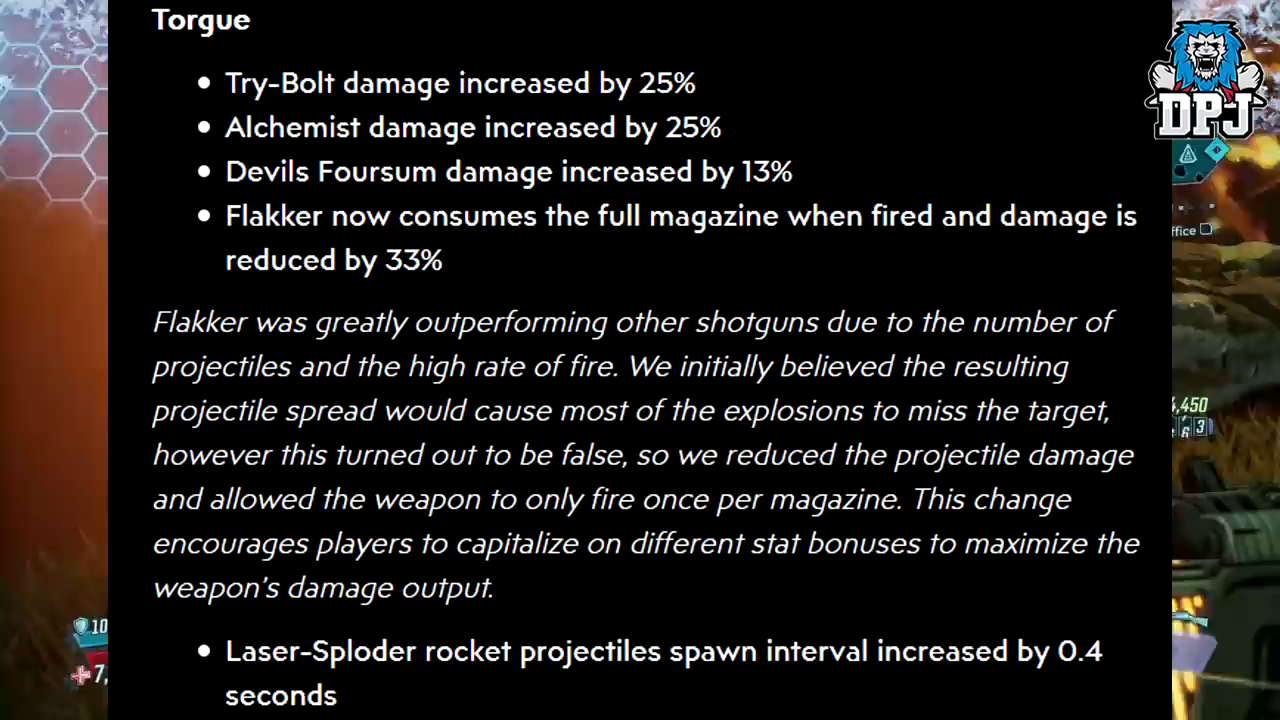 Torgue
• Try-Bolt damage increased by 25%
• Alchemist damage increased by 25%
• Devils Foursum damage increased by 13%
• Flakker now consumes the full magazine when fired and damage is
reduced by 33%
Flakker was greatly outperforming other shotguns due to the number of
projectiles and the high rate of fire. We initially believed the resulting
projectile spread would cause most of the explosions to miss the target,
however this turned out to be false, so we reduced the projectile damage
and allowed the weapon to only fire once per magazine. This change
encourages players to capitalize on different stat bonuses to maximize the
weapon's damage output.
• Laser-Sploder rocket projectiles spawn interval increased by 0.4
seconds
DPJ
ffice
,450
6 3
10
7,